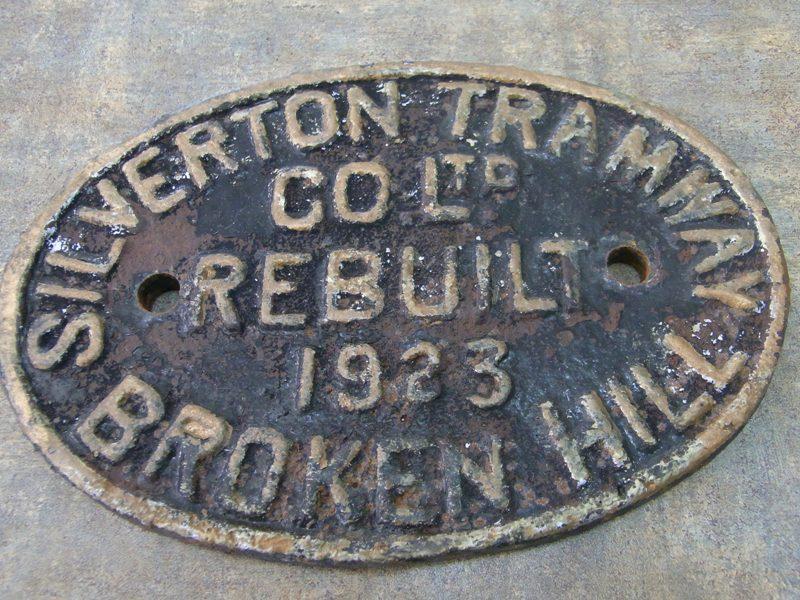 SILVERTON TRAMWAY
CO LTD
REBUILT
1923
BROKEN HILL